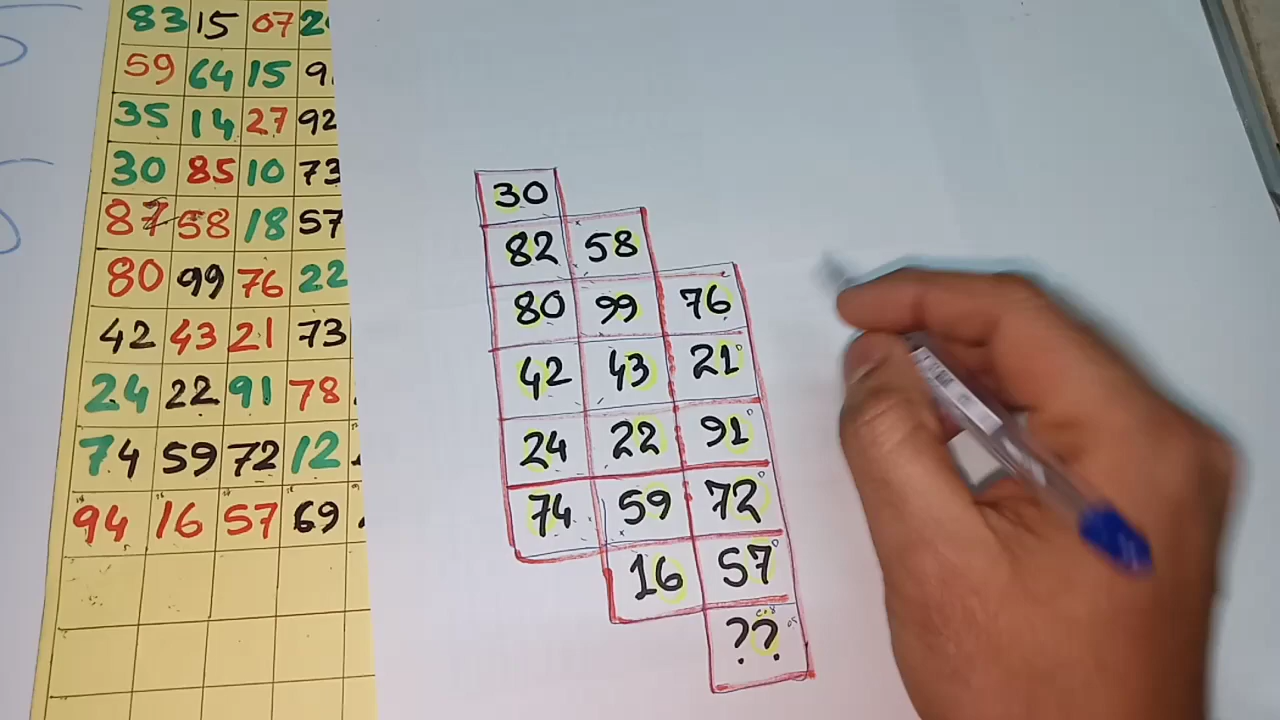 83 15 07
59 64 15 9
35 14 27 92
30 85 10 73
87 58 18 57
80 99 76 22
42 43 21 73
24 22 91 78
74 59 72 12
94 16 57 69
30
82 58
80 99 76
42 43 21
24 22 91
74 59 72
16 57
??